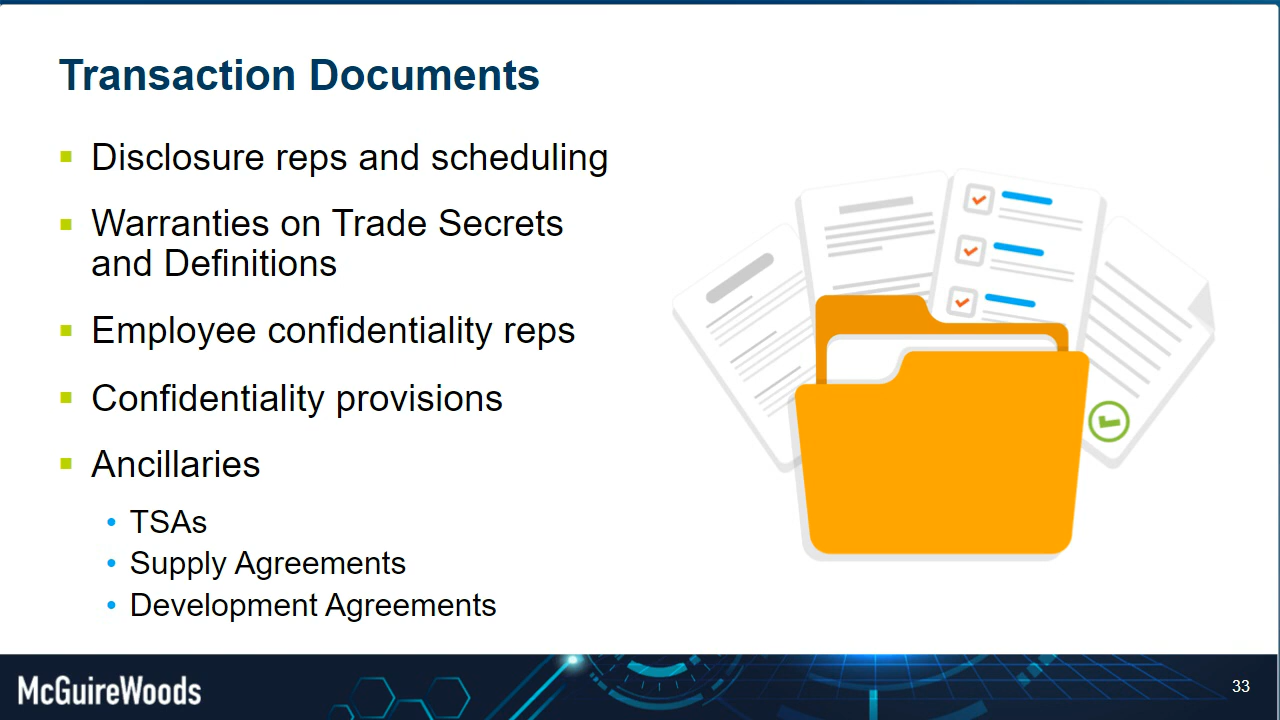 Transaction Documents
Disclosure reps and scheduling
Warranties on Trade Secrets
and Definitions
Employee confidentiality reps
Confidentiality provisions
Ancillaries
TSAs
Supply Agreements
Development Agreements
McGuireWoods
33